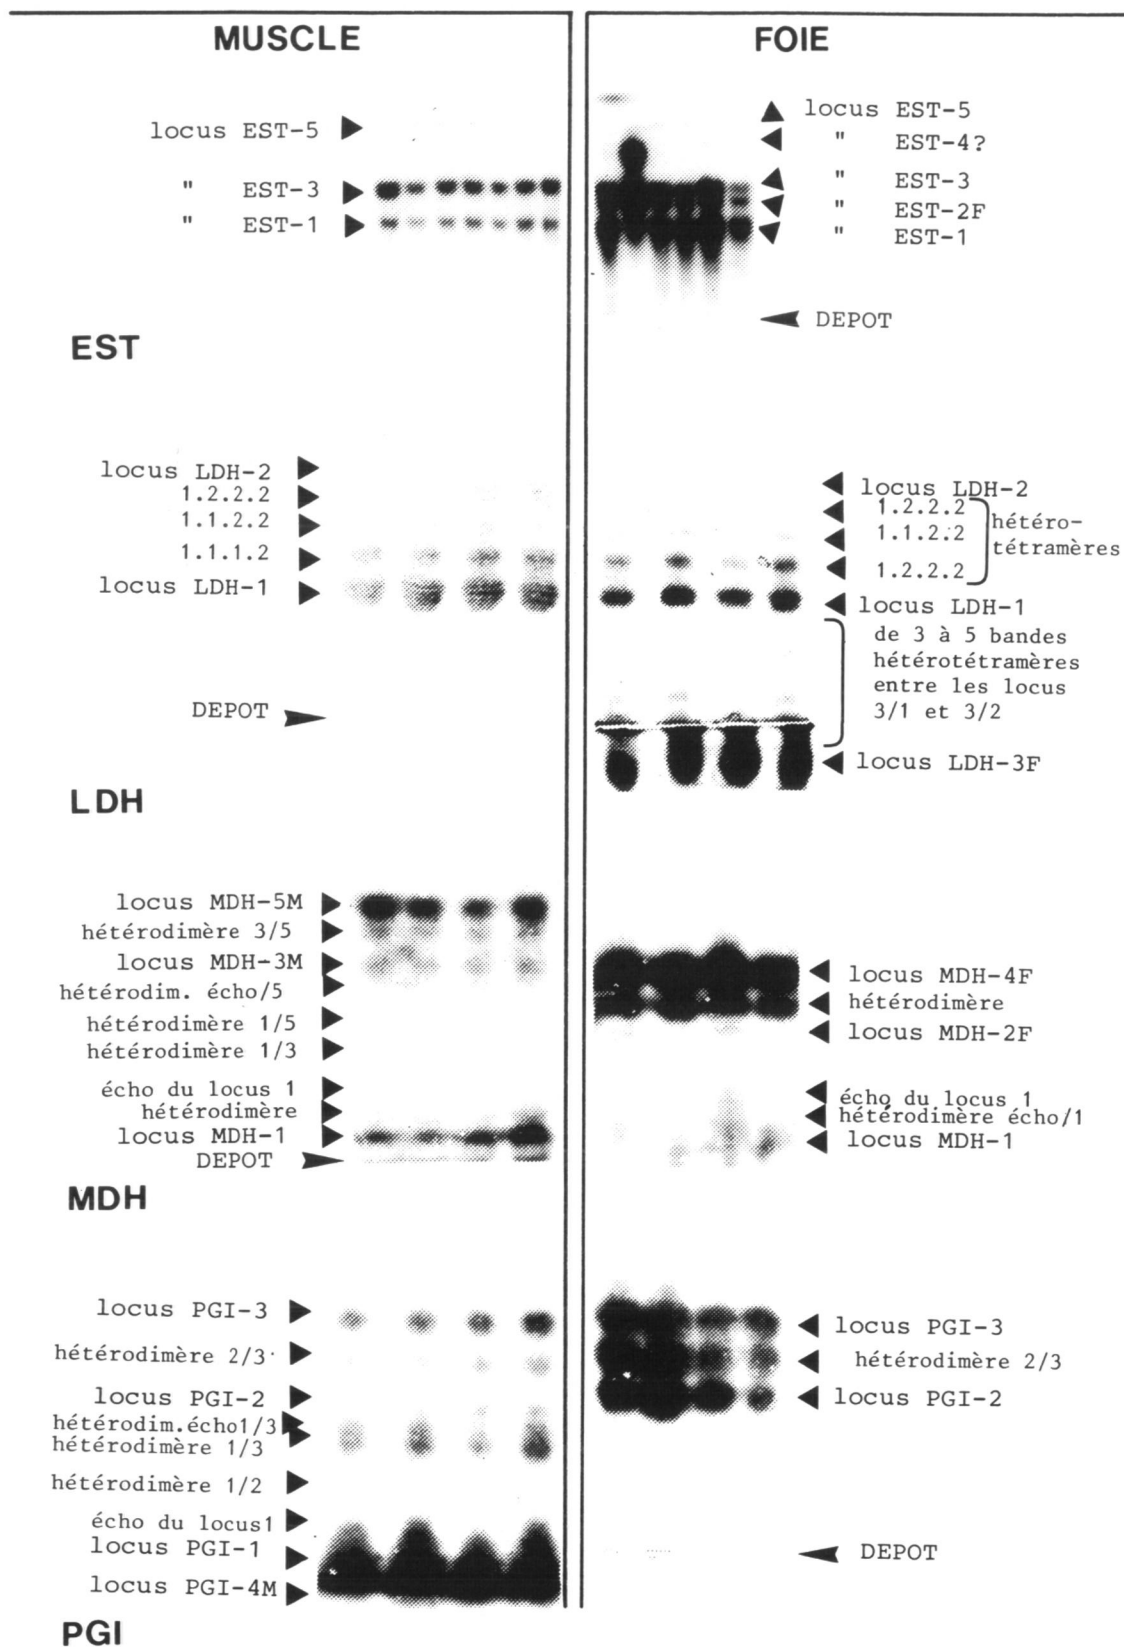 MUSCLE
locus EST-5
" EST-3
" EST-1
EST
locus LDH-2
1.2.2.2
1.1.2.2
1.1.1.2
locus LDH-1
DEPOT
LDH
locus MDH-5M
hétérodimère 3/5
locus MDH-3M
hétérodim. écho/5
hétérodimère 1/5
hétérodimère 1/3
écho du locus 1
hétérodimère
locus MDH-1
DEPOT
MDH
locus PGI-3
hétérodimère 2/3
locus PGI-2
hétérodim.écho1/3
hétérodimère 1/3
hétérodimère 1/2
écho du locus1
locus PGI-1
locus PGI-4M
PGI
FOIE
locus EST-5
" EST-4?
" EST-3
" EST-2F
" EST-1
DEPOT
locus LDH-2
1.2.2.2
1.1.2.2
1.2.2.2
hétéro-
tétramères
locus LDH-1
de 3 à 5 bandes
hétérotétramères
entre les locus
3/1 et 3/2
locus LDH-3F
locus MDH-4F
hétérodimère
locus MDH-2F
écho du locus 1
hétérodimère écho/1
locus MDH-1
locus PGI-3
hétérodimère 2/3
locus PGI-2
DEPOT